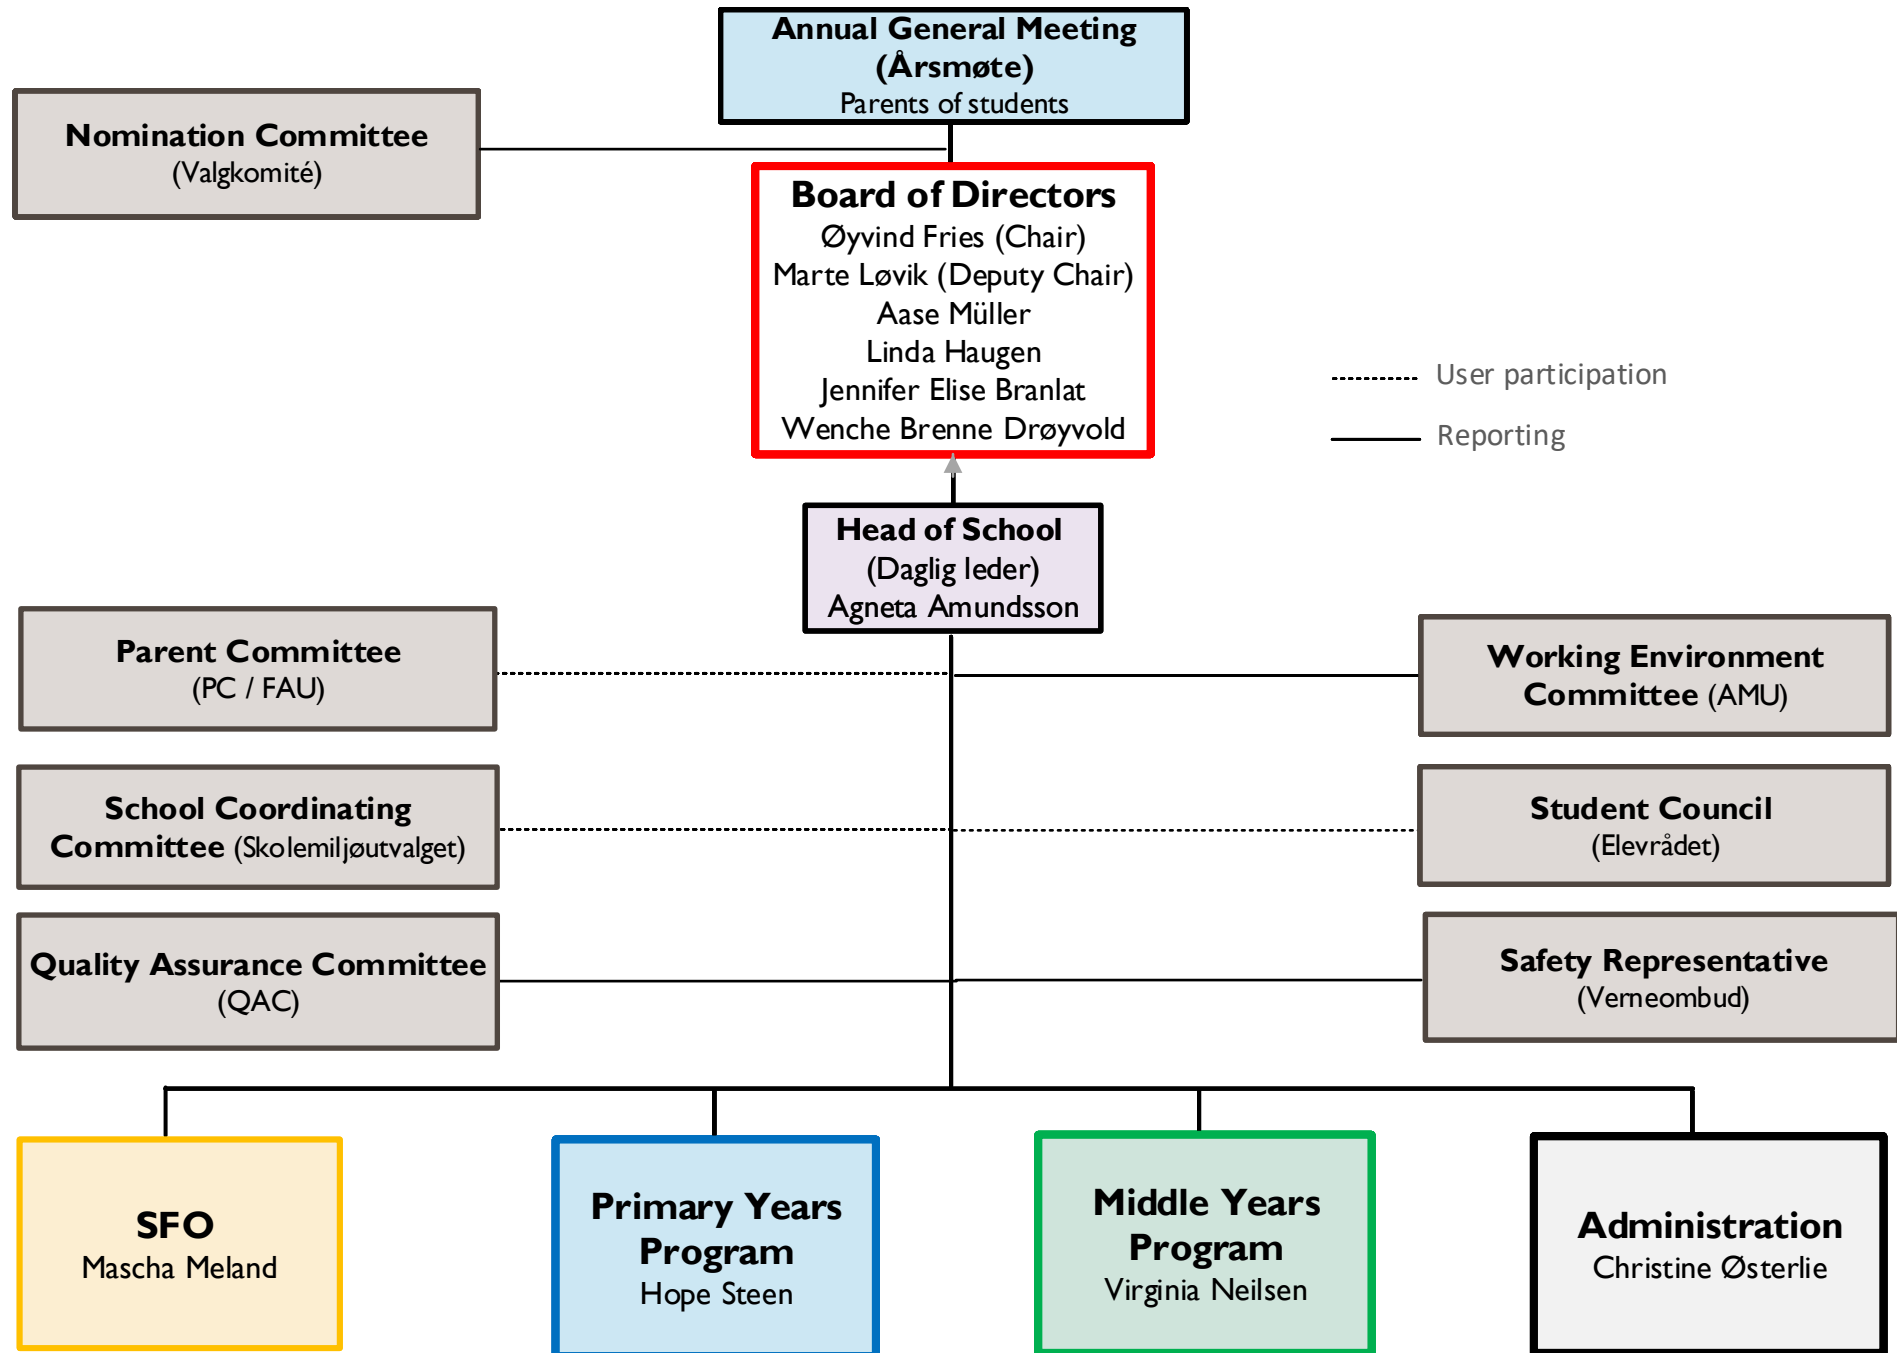 Annual General Meeting
(Årsmøte)
Parents of students
Nomination Committee
(Valgkomité)
Board of Directors
Øyvind Fries (Chair)
Marte Løvik (Deputy Chair)
Aase Müller
Linda Haugen
Jennifer Elise Branlat
Wenche Brenne Drøyvold
User participation
Reporting
Head of School
(Daglig leder)
Agneta Amundsson
Parent Committee
(PC / FAU)
Working Environment
Committee (AMU)
School Coordinating
Committee (Skolemiljøutvalget)
Student Council
(Elevrådet)
Quality Assurance Committee
(QAC)
Safety Representative
(Verneombud)
SFO
Mascha Meland
Primary Years
Program
Hope Steen
Middle Years
Program
Virginia Neilsen
Administration
Christine Østerlie